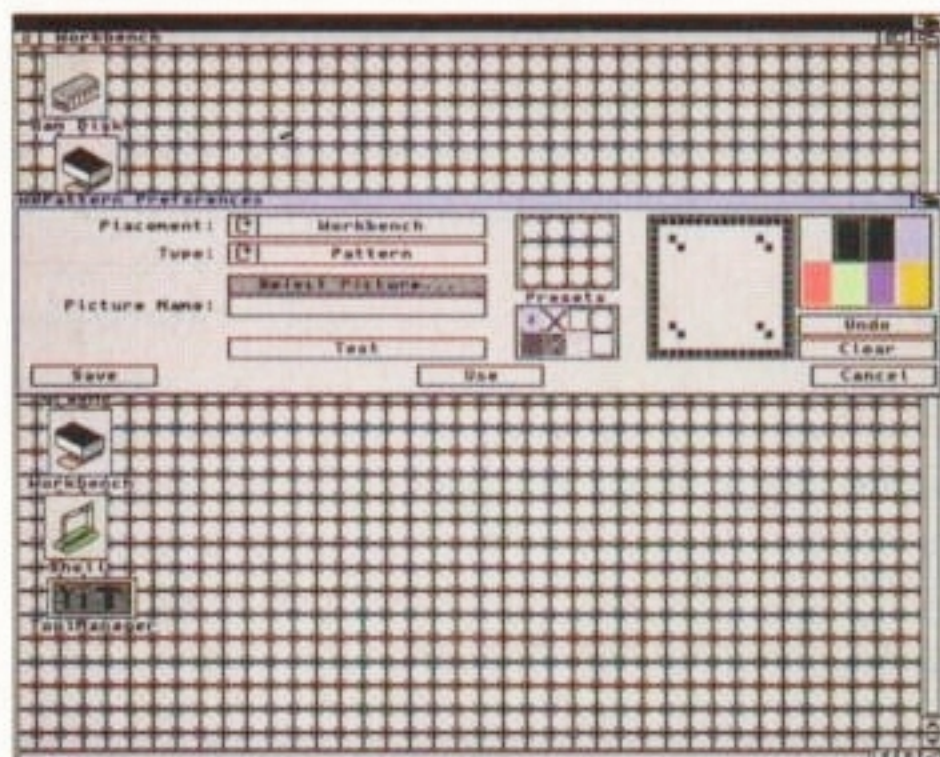 Workbench
Ram Disk
WBPattern Preferences
Placement:
Workbench
Type:
Pattern
Select Picture...
Picture Name:
Presets
Test
Undo
Clear
Save
Use
Cancel
Workbench
Shell
ToolManager